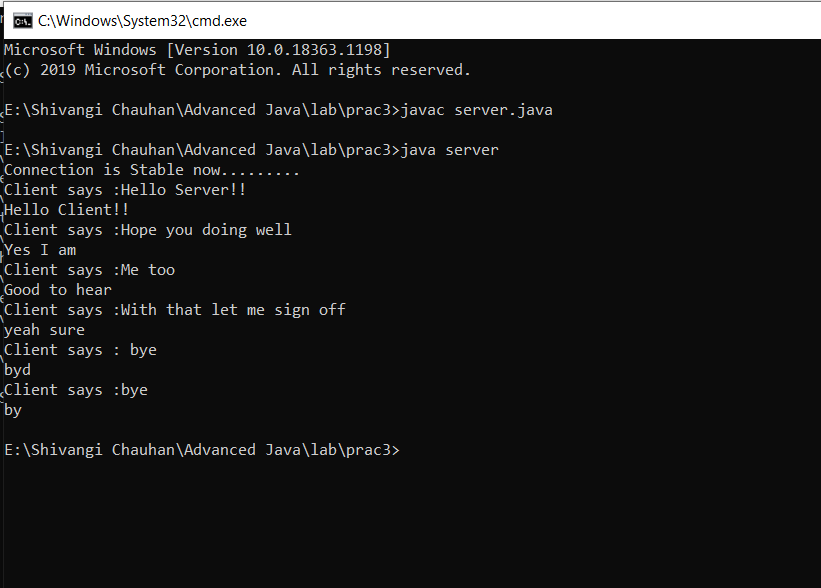 C:\Windows\System32\cmd.exe
Microsoft Windows [Version 10.0.18363.1198]
(c) 2019 Microsoft Corporation. All rights reserved.
E:\Shivangi Chauhan\Advanced Java\lab\prac3>javac server.java
E:\Shivangi Chauhan\Advanced Java\lab\prac3>java server
Connection is Stable now.........
Client says :Hello Server!!
Hello Client!!
Client says :Hope you doing well
Yes I am
Client says :Me too
Good to hear
Client says :With that let me sign off
yeah sure
Client says : bye
byd
Client says :bye
by
E:\Shivangi Chauhan\Advanced Java\lab\prac3>